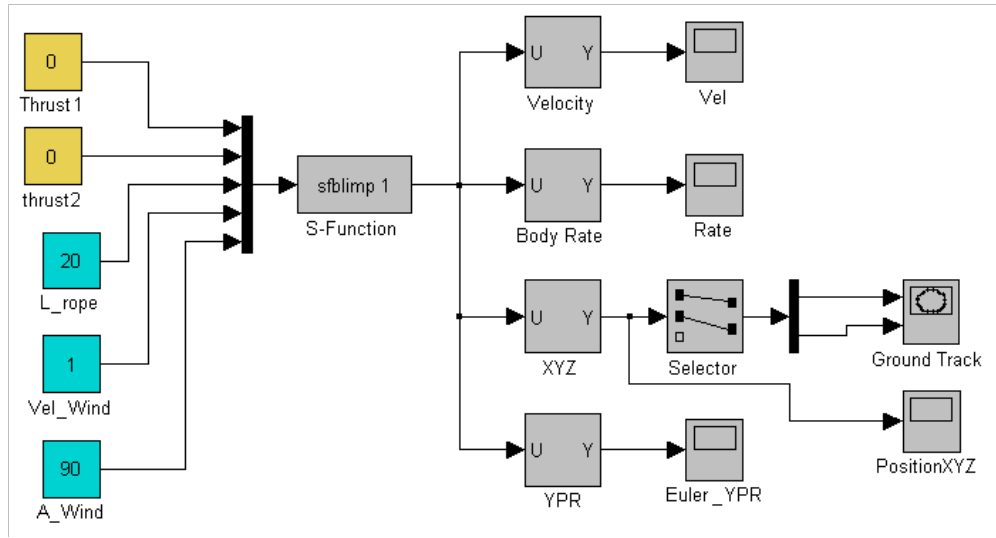 0
Thrust1
0
thrust2
20
L_rope
1
Vel_Wind
90
A_Wind
sfblimp 1
S-Function
U Y
Velocity
Vel
U Y
Body Rate
Rate
U Y
XYZ
Selector
Ground Track
PositionXYZ
U Y
YPR
Euler_YPR